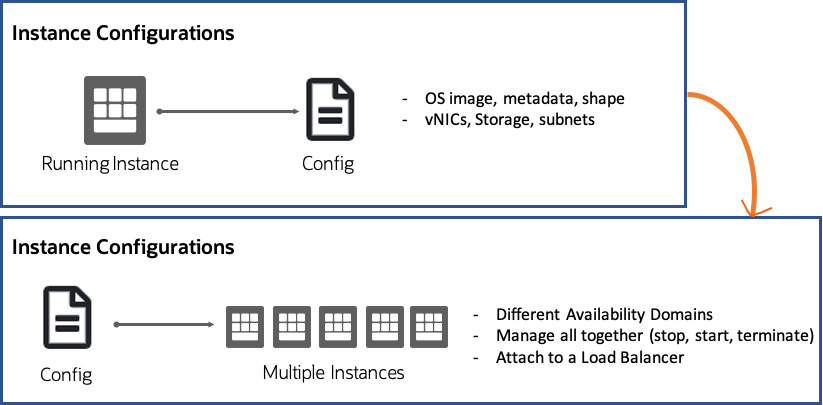 Instance Configurations
Running Instance
Config
- OS image, metadata, shape
- vNICs, Storage, subnets
Instance Configurations
Config
Multiple Instances
- Different Availability Domains
- Manage all together (stop, start, terminate)
- Attach to a Load Balancer